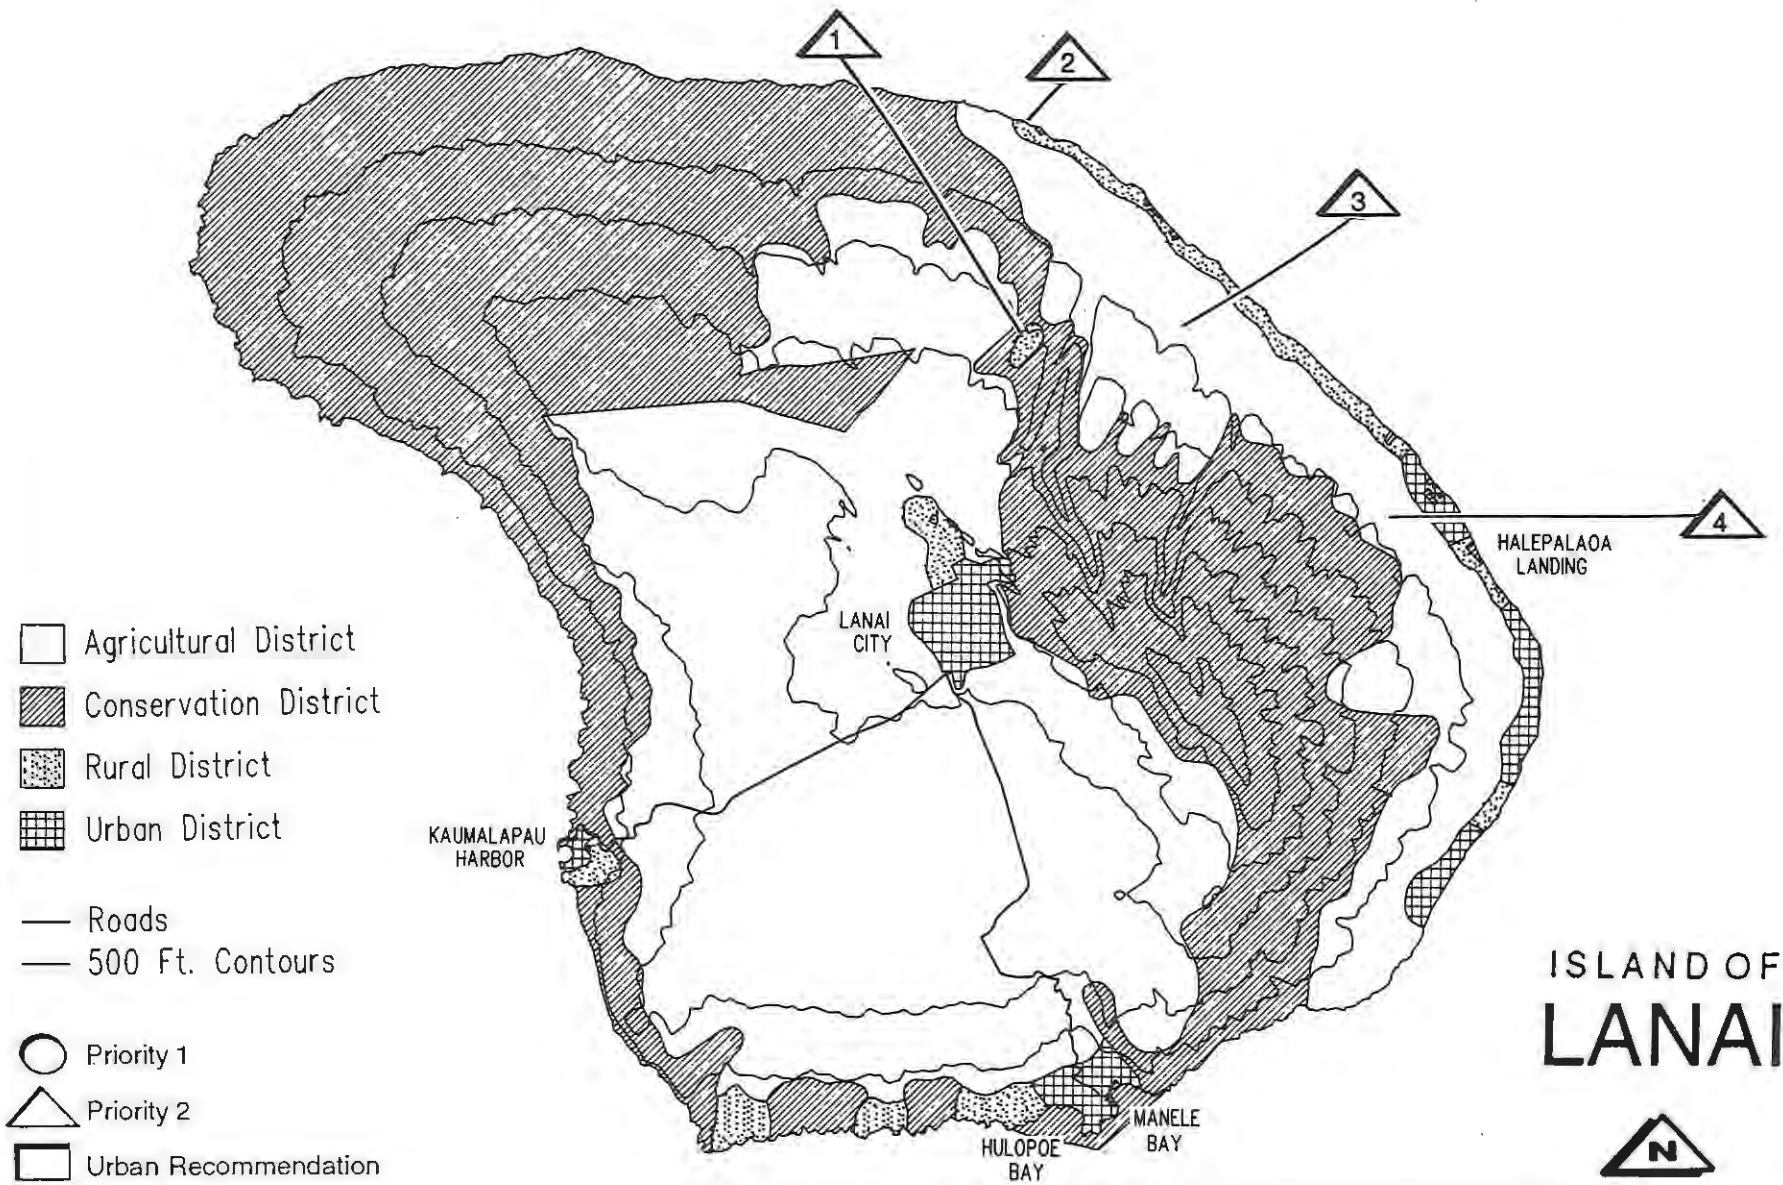 1
2
3
4
HALEPALAOA
LANDING
LANAI
CITY
Agricultural District
Conservation District
Rural District
Urban District
KAUMALAPAU
HARBOR
Roads
500 Ft. Contours
Priority 1
Priority 2
Urban Recommendation
HULOPOE
BAY
MANELE
BAY
ISLAND OF
LANAI
N